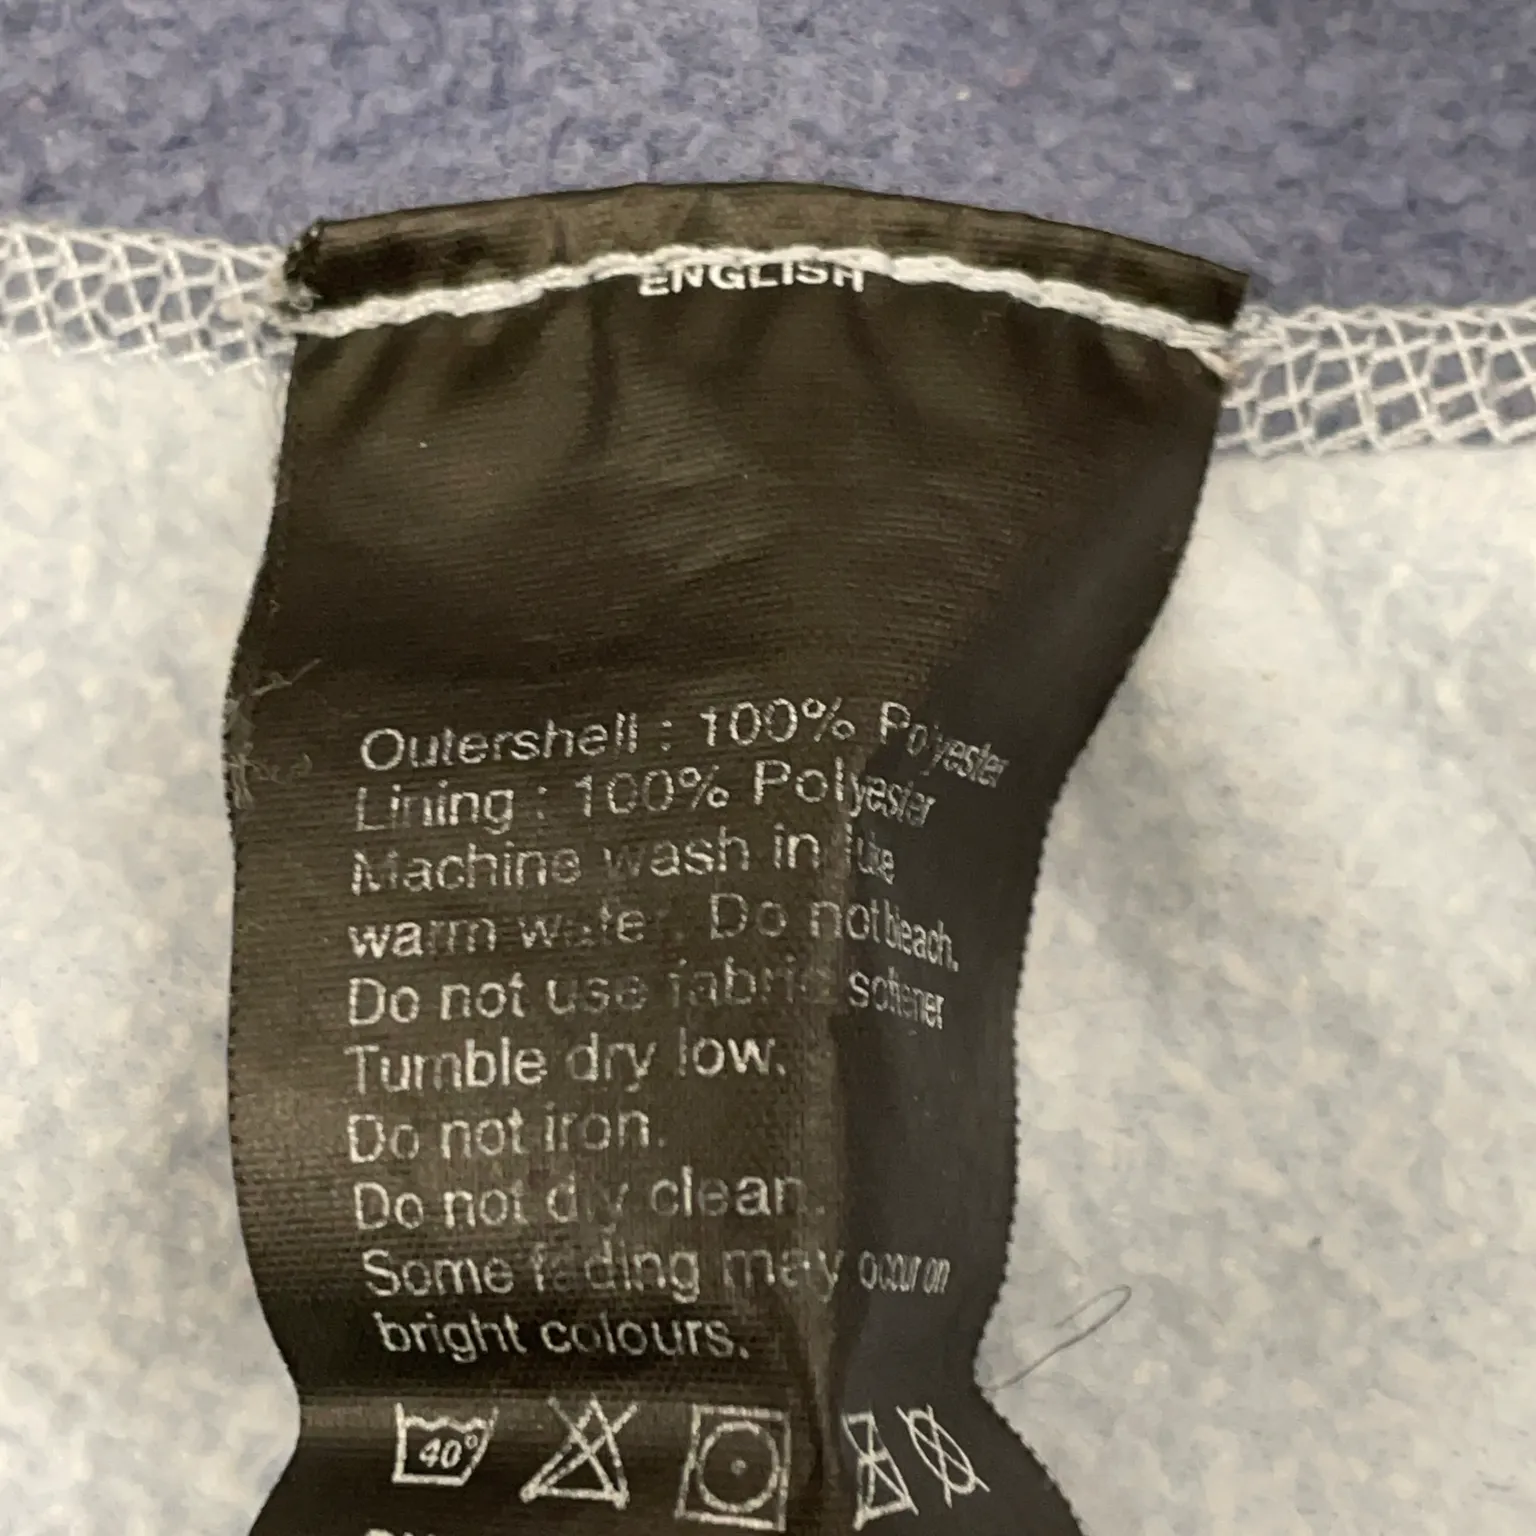 ENGLISH
Outershell : 100% Polyester
Lining : 100% Polyester
Machine wash in luke
warm water. Do not bleach.
Do not use fabric softener
Tumble dry low.
Do not iron.
Do not dry clean.
Some fading may occur on
bright colours.
40°